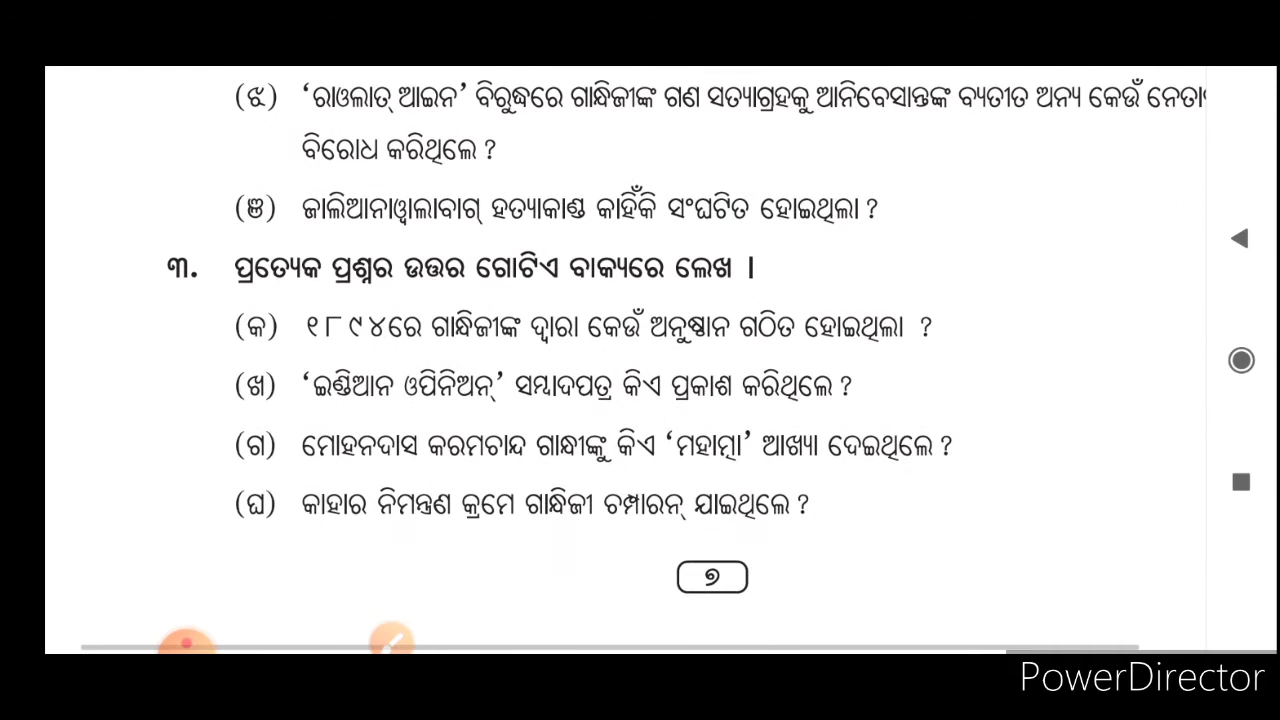 (ଝ) ‘ରାଓଲାଟ୍ ଆଇନ’ ବିରୁଦ୍ଧରେ ଗାନ୍ଧିଜୀଙ୍କ ଗଣ ସତ୍ୟାଗ୍ରହକୁ ଆନିବେସାନ୍ତଙ୍କ ବ୍ୟତୀତ ଅନ୍ୟ କେଉଁ
ବିରୋଧ କରିଥିଲେ ?
(ଞ) ଜାଲିଆନାୱାଲାବାଗ୍ ହତ୍ୟାକାଣ୍ଡ କାହିଁକି ସଂଘଟିତ ହୋଇଥିଲା ?
୩. ପ୍ରତ୍ୟେକ ପ୍ରଶ୍ନର ଉତ୍ତର ଗୋଟିଏ ବାକ୍ୟରେ ଲେଖ ।
(କ) ୧୮୯୪ରେ ଗାନ୍ଧିଜୀଙ୍କ ଦ୍ୱାରା କେଉଁ ଅନୁଷ୍ଠାନ ଗଠିତ ହୋଇଥିଲା ?
(ଖ) ‘ଇଣ୍ଡିଆନ ଓପିନିଅନ୍’ ସମ୍ବାଦପତ୍ର କିଏ ପ୍ରକାଶ କରିଥିଲେ ?
(ଗ) ମୋହନଦାସ କରମଚାନ୍ଦ ଗାନ୍ଧୀଙ୍କୁ କିଏ ‘ମହାତ୍ମା’ ଆଖ୍ୟା ଦେଇଥିଲେ ?
(ଘ) କାହାର ନିମନ୍ତ୍ରଣ କ୍ରମେ ଗାନ୍ଧିଜୀ ଚମ୍ପାରନ୍ ଯାଇଥିଲେ ?
୭
PowerDirector